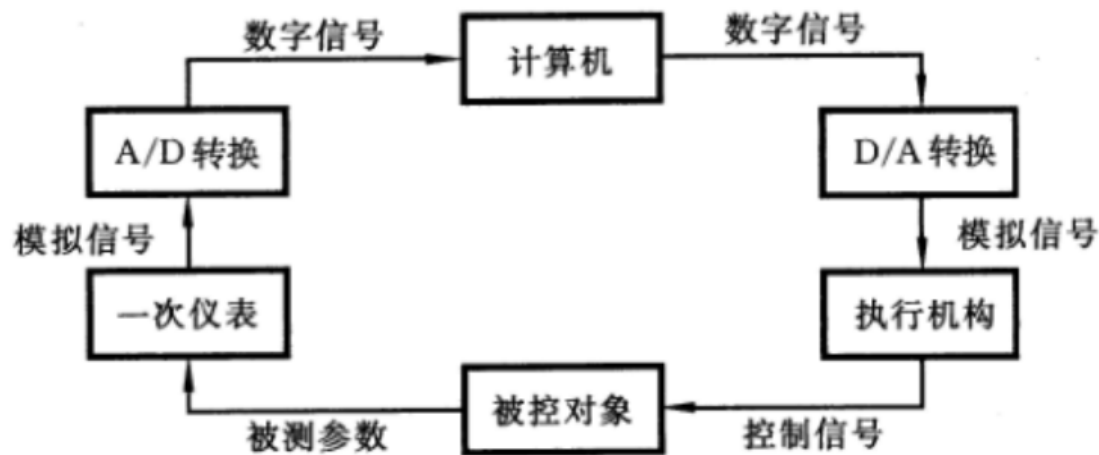 数字信号
计算机
数字信号
A/D 转换
D/A 转换
模拟信号
模拟信号
一次仪表
执行机构
被控对象
被测参数
控制信号